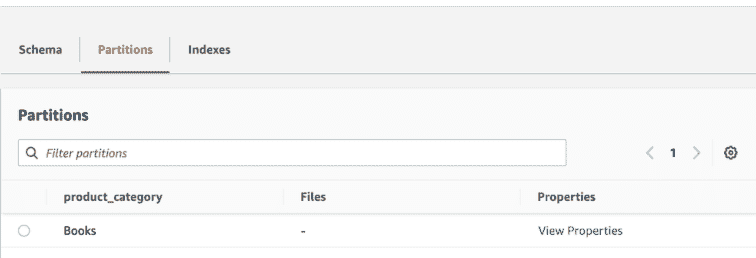 Schema Partitions Indexes
Partitions
Filter partitions
1
product_category Files Properties
Books - View Properties